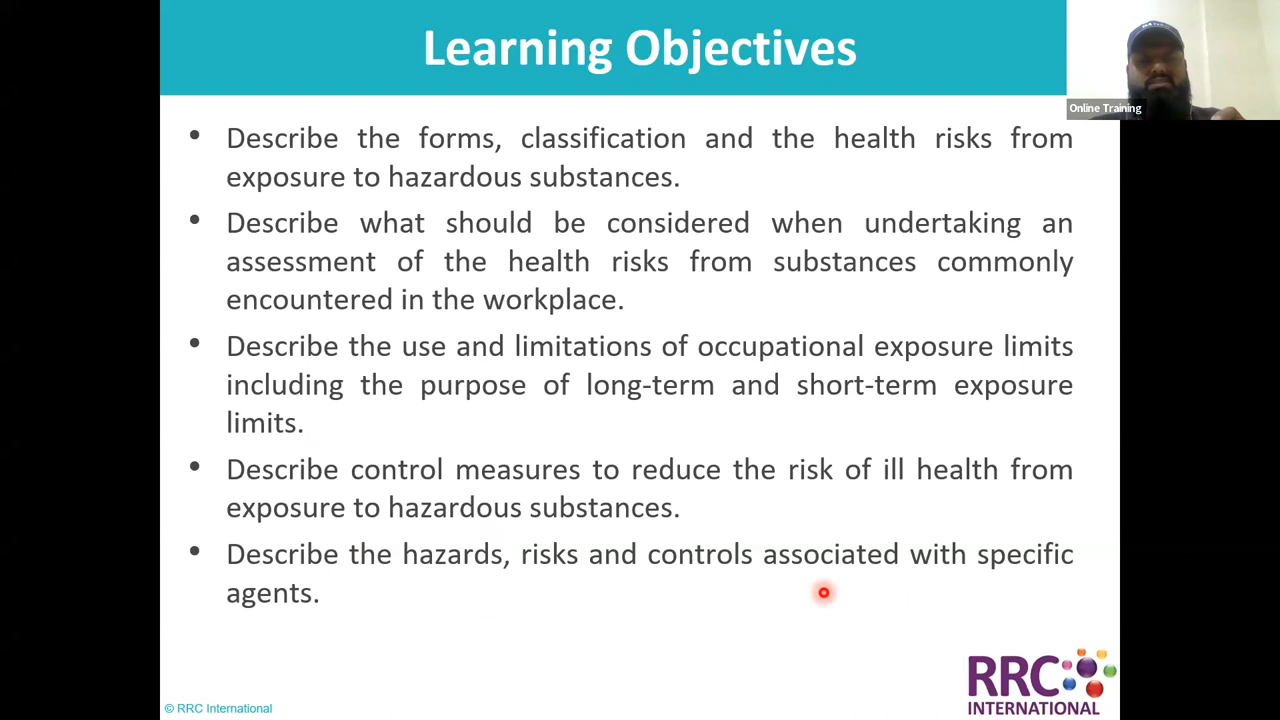 Learning Objectives
Online Training
• Describe the forms, classification and the health risks from
exposure to hazardous substances.
• Describe what should be considered when undertaking an
assessment of the health risks from substances commonly
encountered in the workplace.
• Describe the use and limitations of occupational exposure limits
including the purpose of long-term and short-term exposure
limits.
• Describe control measures to reduce the risk of ill health from
exposure to hazardous substances.
• Describe the hazards, risks and controls associated with specific
agents.
RRC
INTERNATIONAL
© RRC International